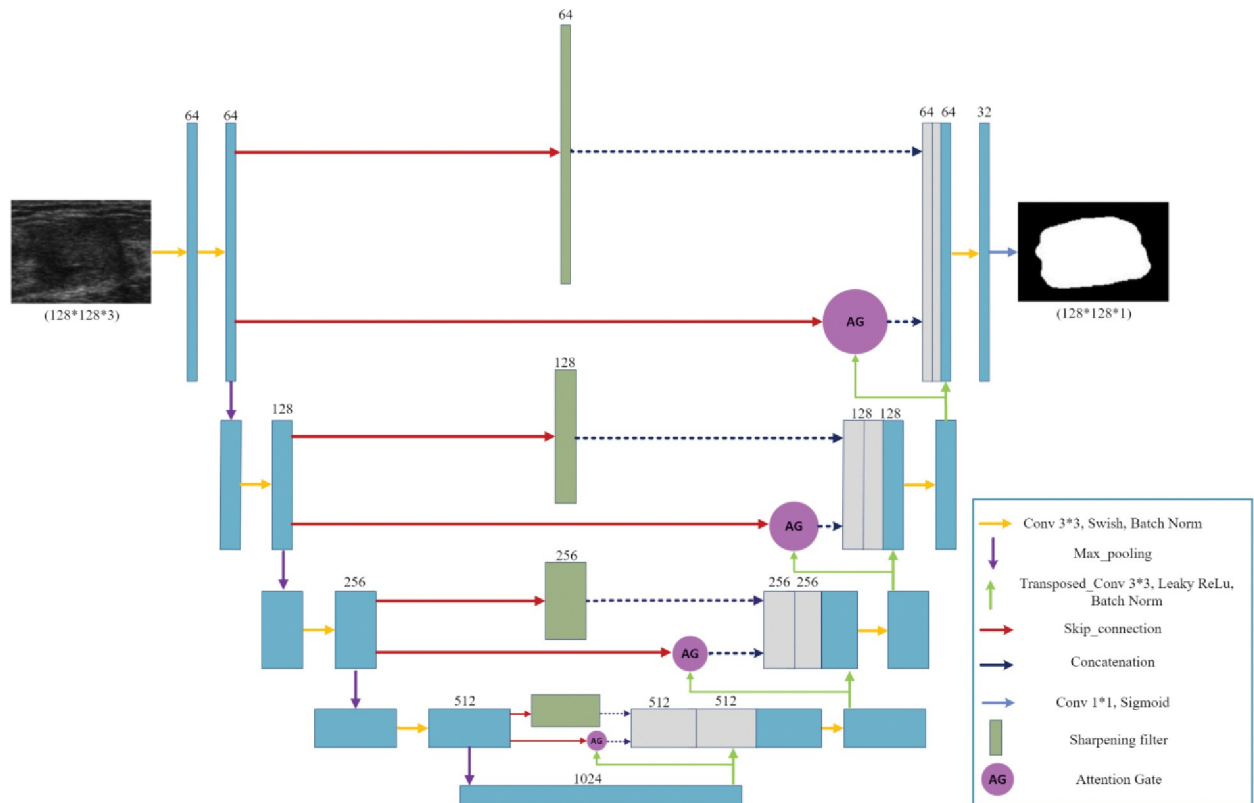 64
64 64 64 64 32
(128*128*3)
AG
(128*128*1)
128
128 128 128
AG
256
256 256 256
AG
512 512 512
AG
1024
Conv 3*3, Swish, Batch Norm
Max_pooling
Transposed_Conv 3*3, Leaky ReLu,
Batch Norm
Skip_connection
Concatenation
Conv 1*1, Sigmoid
Sharpening filter
AG Attention Gate